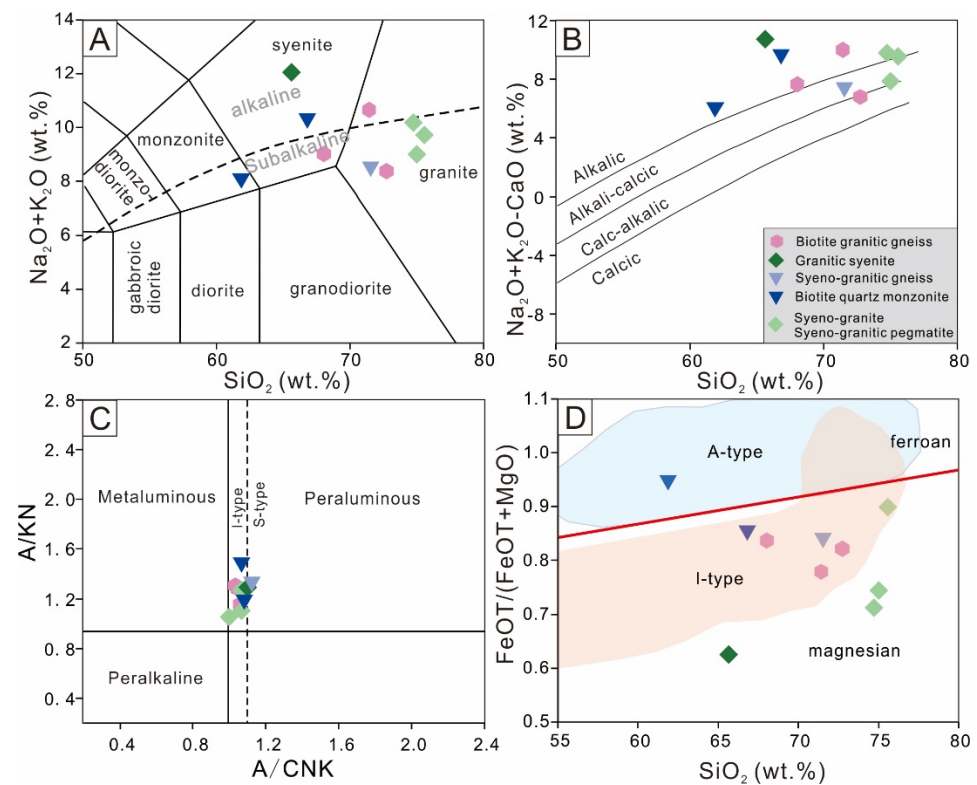 A
14
12
10
8
6
4
2
Na₂O+K₂O (wt.%)
syenite
alkaline
monzonite
Subalkaline
monzo-
diorite
granite
gabbroic
diorite
diorite
granodiorite
50
60
70
80
SiO₂ (wt.%)
B
12
8
4
0
-4
-8
Na₂O+K₂O-CaO (wt.%)
Alkalic
Alkali-calcic
Calc-alkalic
Calcic
Biotite granitic gneiss
Granitic syenite
Syeno-granitic gneiss
Biotite quartz monzonite
Syeno-granite
Syeno-granitic pegmatite
50
60
70
80
SiO₂ (wt.%)
C
2.8
2.4
2.0
1.6
1.2
0.8
0.4
A/KN
Metaluminous
I-type
S-type
Peraluminous
Peralkaline
0.4
0.8
1.2
1.6
2.0
2.4
A/CNK
D
1.1
1.0
0.9
0.8
0.7
0.6
0.5
FeOT/(FeOT+MgO)
A-type
ferroan
I-type
magnesian
55
60
65
70
75
80
SiO₂ (wt.%)